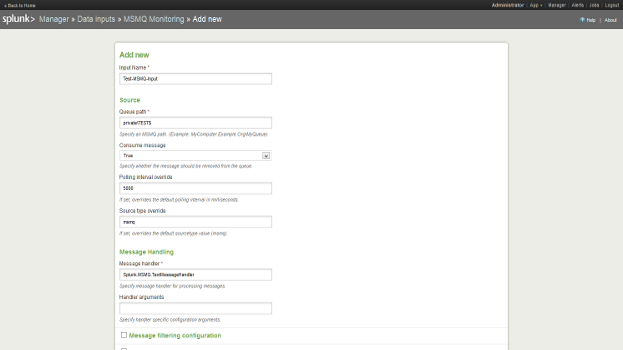 « Back to Home
Administrator | App | Manager | Alerts | Jobs | Logout
splunk> Manager » Data inputs » MSMQ Monitoring » Add new
Help | About
Add new
Input Name *
Test-MSMQ-Input
Source
Queue path *
Specify an MSMQ path. (Example: MyComputer.Example.Org\MyQueue)
Consume message
True
Specify whether the message should be removed from the queue.
Polling interval override
5000
If set, overrides the default polling interval in milliseconds.
Source type override
msmq
If set, overrides the default sourcetype value (msmq).
Message Handling
Message handler *
Splunk.MSMQ.TextMessageHandler
Specify message handler for processing messages.
Handler arguments
Specify handler specific configuration arguments.
Message filtering configuration